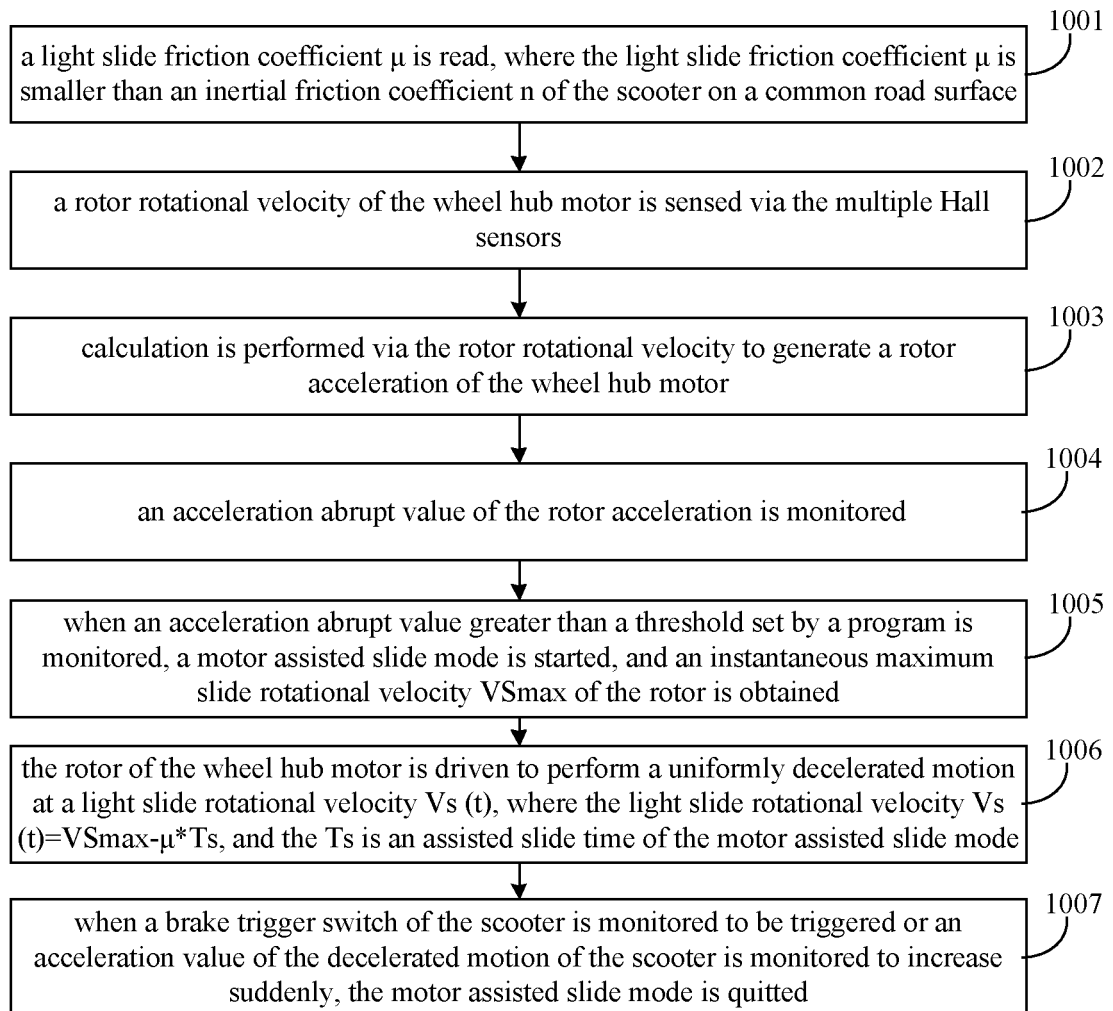 1001
a light slide friction coefficient μ is read, where the light slide friction coefficient μ is
smaller than an inertial friction coefficient n of the scooter on a common road surface
1002
a rotor rotational velocity of the wheel hub motor is sensed via the multiple Hall
sensors
1003
calculation is performed via the rotor rotational velocity to generate a rotor
acceleration of the wheel hub motor
1004
an acceleration abrupt value of the rotor acceleration is monitored
1005
when an acceleration abrupt value greater than a threshold set by a program is
monitored, a motor assisted slide mode is started, and an instantaneous maximum
slide rotational velocity VSmax of the rotor is obtained
1006
the rotor of the wheel hub motor is driven to perform a uniformly decelerated motion
at a light slide rotational velocity Vs (t), where the light slide rotational velocity Vs
(t)=VSmax-μ*Ts, and the Ts is an assisted slide time of the motor assisted slide mode
1007
when a brake trigger switch of the scooter is monitored to be triggered or an
acceleration value of the decelerated motion of the scooter is monitored to increase
suddenly, the motor assisted slide mode is quitted